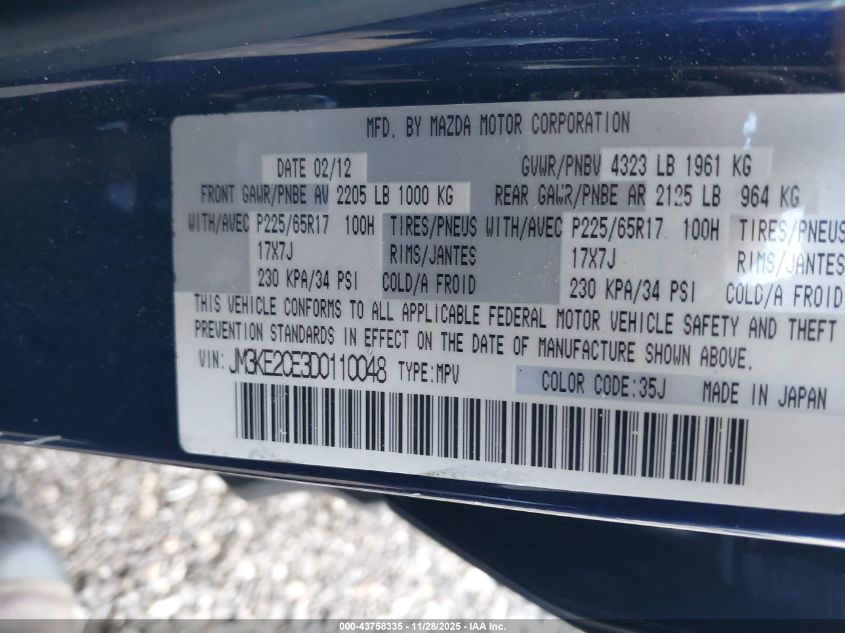 MFD. BY MAZDA MOTOR CORPORATION
DATE 02/12 GVWR/PNBV 4323 LB 1961 KG
FRONT GAWR/PNBE AV 2205 LB 1000 KG REAR GAWR/PNBE AR 2125 LB 964 KG
WITH/AVEC P225/65R17 100H TIRES/PNEUS WITH/AVEC P225/65R17 100H TIRES/PNEUS
17X7J RIMS/JANTES 17X7J RIMS/JANTES
230 KPA/34 PSI COLD/A FROID 230 KPA/34 PSI COLD/A FROID
THIS VEHICLE CONFORMS TO ALL APPLICABLE FEDERAL MOTOR VEHICLE SAFETY AND THEFT
PREVENTION STANDARDS IN EFFECT ON THE DATE OF MANUFACTURE SHOWN ABOVE.
VIN: JM3KE2CE3D0110048 TYPE:MPV COLOR CODE:35J MADE IN JAPAN
000-43758335 - 11/28/2025 - IAA Inc.